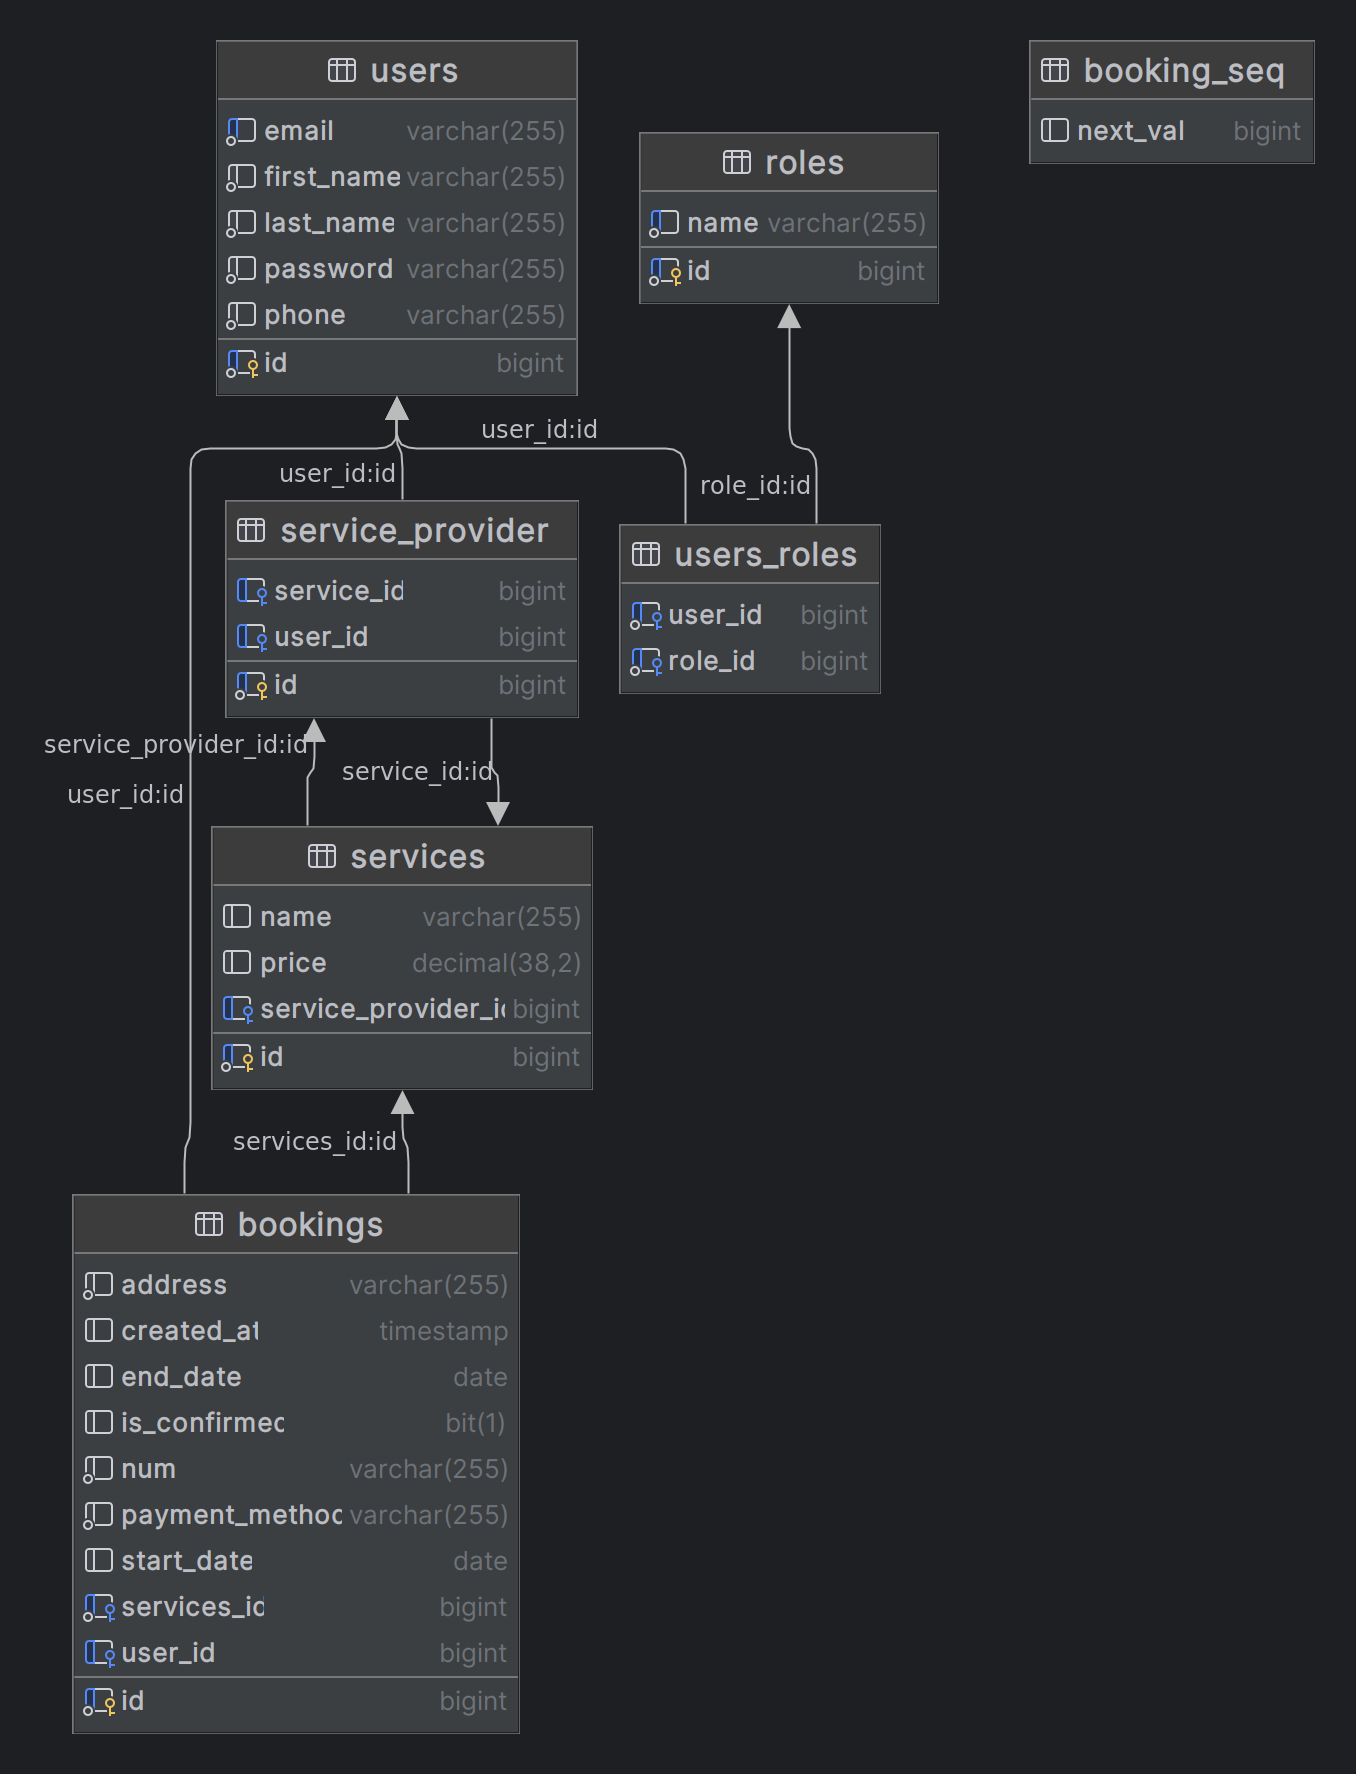 users
email varchar(255)
first_name varchar(255)
last_name varchar(255)
password varchar(255)
phone varchar(255)
id bigint
roles
name varchar(255)
id bigint
booking_seq
next_val bigint
user_id:id
user_id:id
role_id:id
service_provider
service_id bigint
user_id bigint
id bigint
users_roles
user_id bigint
role_id bigint
service_provider_id:id
service_id:id
user_id:id
services
name varchar(255)
price decimal(38,2)
service_provider_id bigint
id bigint
services_id:id
bookings
address varchar(255)
created_at timestamp
end_date date
is_confirmed bit(1)
num varchar(255)
payment_method varchar(255)
start_date date
services_id bigint
user_id bigint
id bigint